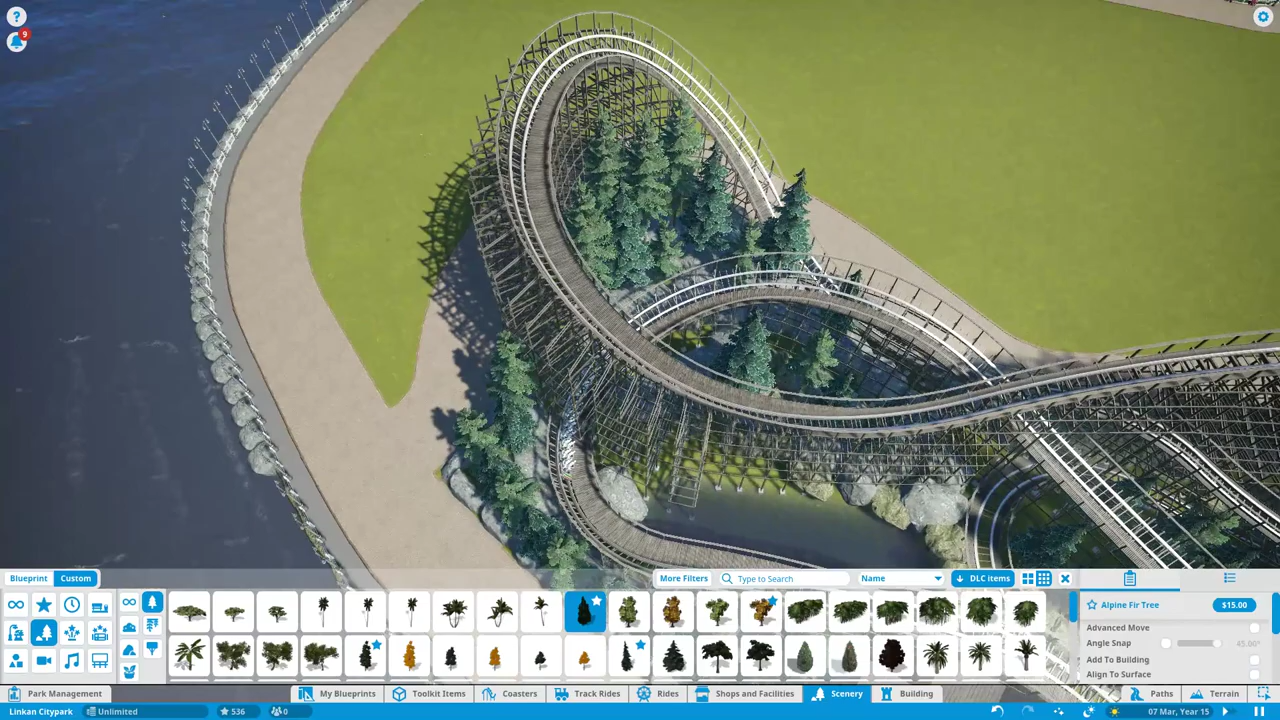 ?
9
Blueprint
Custom
More Filters
Type to Search
Name
DLC items
Alpine Fir Tree
$15.00
Advanced Move
Angle Snap
45.00°
Add To Building
Align To Surface
Park Management
My Blueprints
Toolkit Items
Coasters
Track Rides
Rides
Shops and Facilities
Scenery
Building
Paths
Terrain
Linkan Citypark
Unlimited
536
0
07 Mar, Year 15